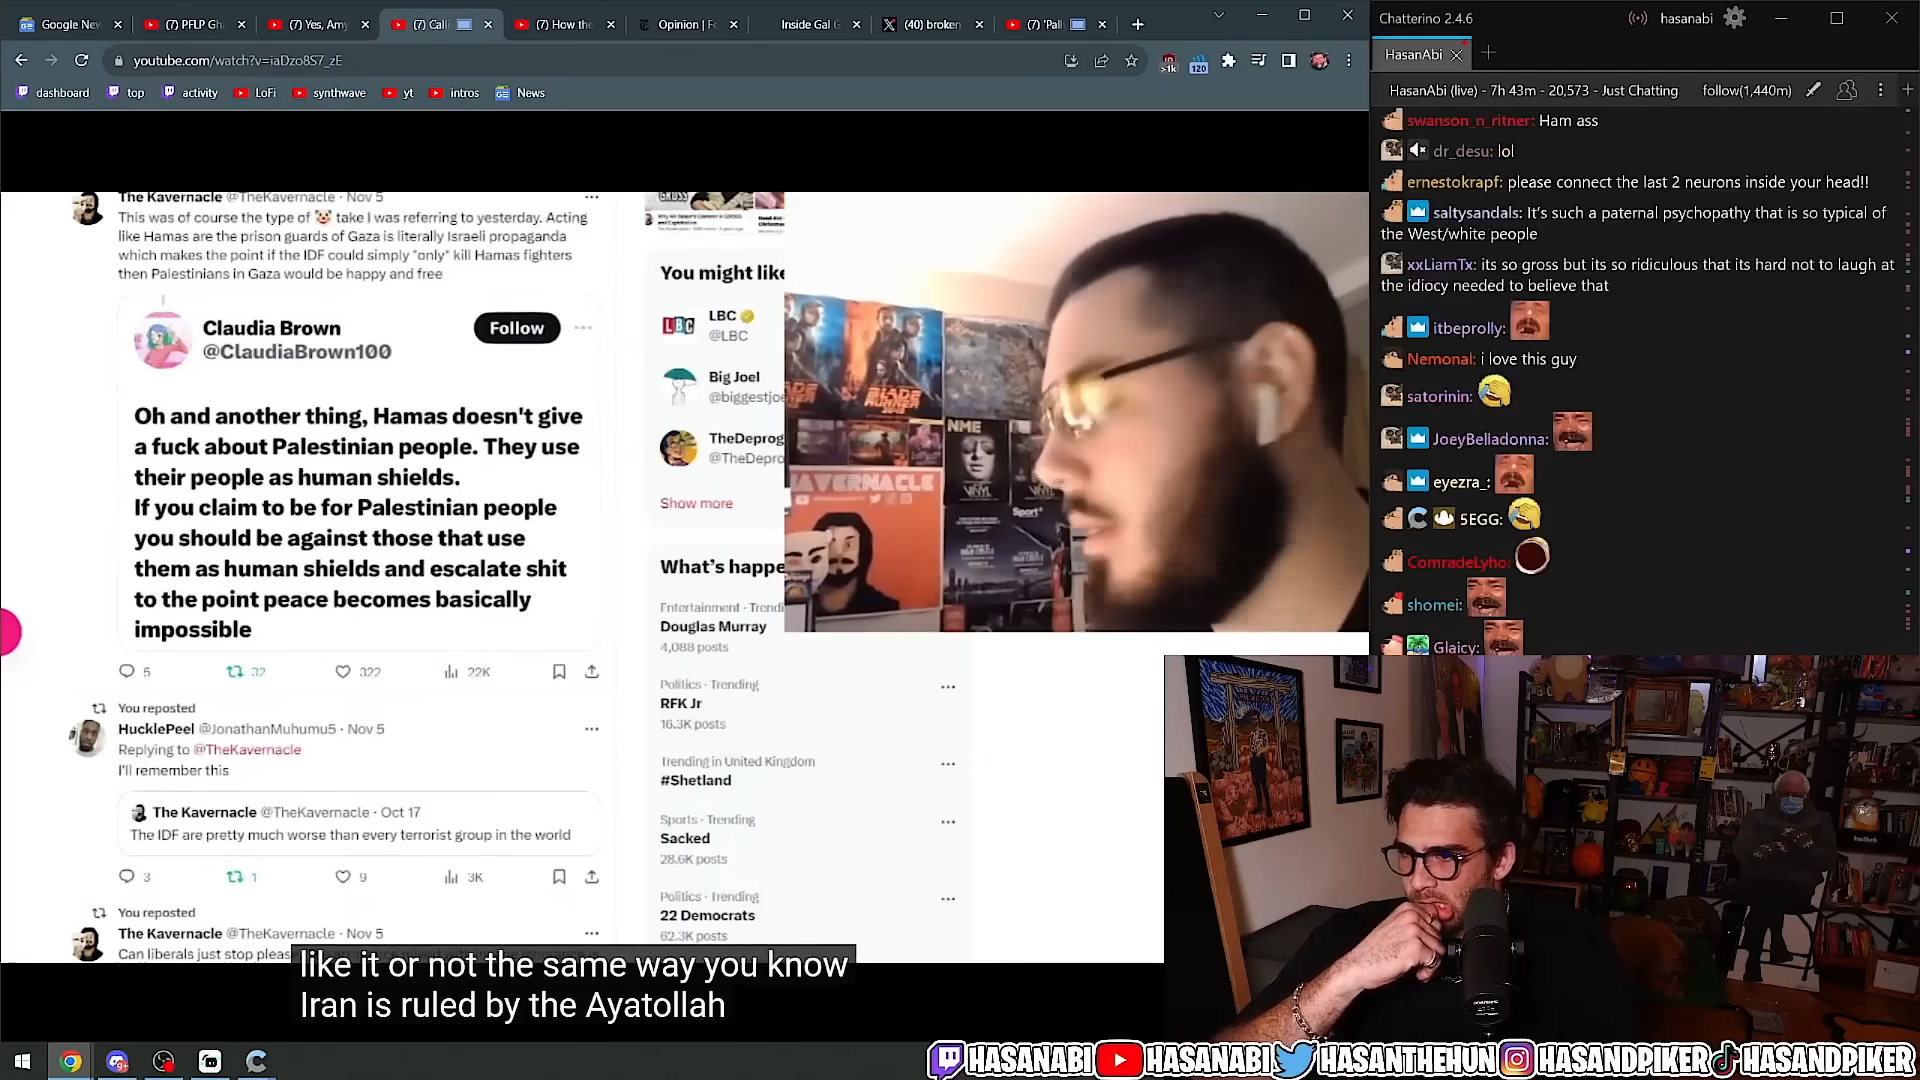 Google New
(7) PFLP Gh
(7) Yes, Amy
(7) Calli
(7) How the
Opinion | Fo
Inside Gal G
(40) broken
(7) 'Pall
youtube.com/watch?v=iaDzo8S7_zE
>1k
120
dashboard
top
activity
LoFi
synthwave
yt
intros
News
The Kavernacle @TheKavernacle · Nov 5
This was of course the type of 🤡 take I was referring to yesterday. Acting
like Hamas are the prison guards of Gaza is literally Israeli propaganda
which makes the point if the IDF could simply *only* kill Hamas fighters
then Palestinians in Gaza would be happy and free
Claudia Brown
@ClaudiaBrown100
Follow
Oh and another thing, Hamas doesn't give
a fuck about Palestinian people. They use
their people as human shields.
If you claim to be for Palestinian people
you should be against those that use
them as human shields and escalate shit
to the point peace becomes basically
impossible
5
32
322
22K
You reposted
HucklePeel @JonathanMuhumu5 · Nov 5
Replying to @TheKavernacle
I'll remember this
The Kavernacle @TheKavernacle · Oct 17
The IDF are pretty much worse than every terrorist group in the world
3
1
9
3K
You reposted
The Kavernacle @TheKavernacle · Nov 5
Can liberals just stop pleas
like it or not the same way you know
Iran is ruled by the Ayatollah
GROSS
You might like
LBC
LBC
@LBC
Big Joel
@biggestjoe
TheDeprog
@TheDepro
Show more
What's happe
Entertainment · Trendi
Douglas Murray
4,088 posts
Politics · Trending
RFK Jr
16.3K posts
Trending in United Kingdom
#Shetland
Sports · Trending
Sacked
28.6K posts
Politics · Trending
22 Democrats
62.3K posts
BLADE
RUNNER
NME
VINYL
Sport
AVERNACLE
Chatterino 2.4.6
hasanabi
HasanAbi
HasanAbi (live) - 7h 43m - 20,573 - Just Chatting
follow(1,440m)
swanson_n_ritner: Ham ass
dr_desu: lol
ernestokrapf: please connect the last 2 neurons inside your head!!
saltysandals: It's such a paternal psychopathy that is so typical of
the West/white people
xxLiamTx: its so gross but its so ridiculous that its hard not to laugh at
the idiocy needed to believe that
itbeprolly:
Nemonal: i love this guy
satorinin:
JoeyBelladonna:
eyezra_:
5EGG:
ComradeLyho:
shomei:
Glaicy:
HASANABI
HASANABI
HASANTHEHUN
HASANDPIKER
HASANDPIKER